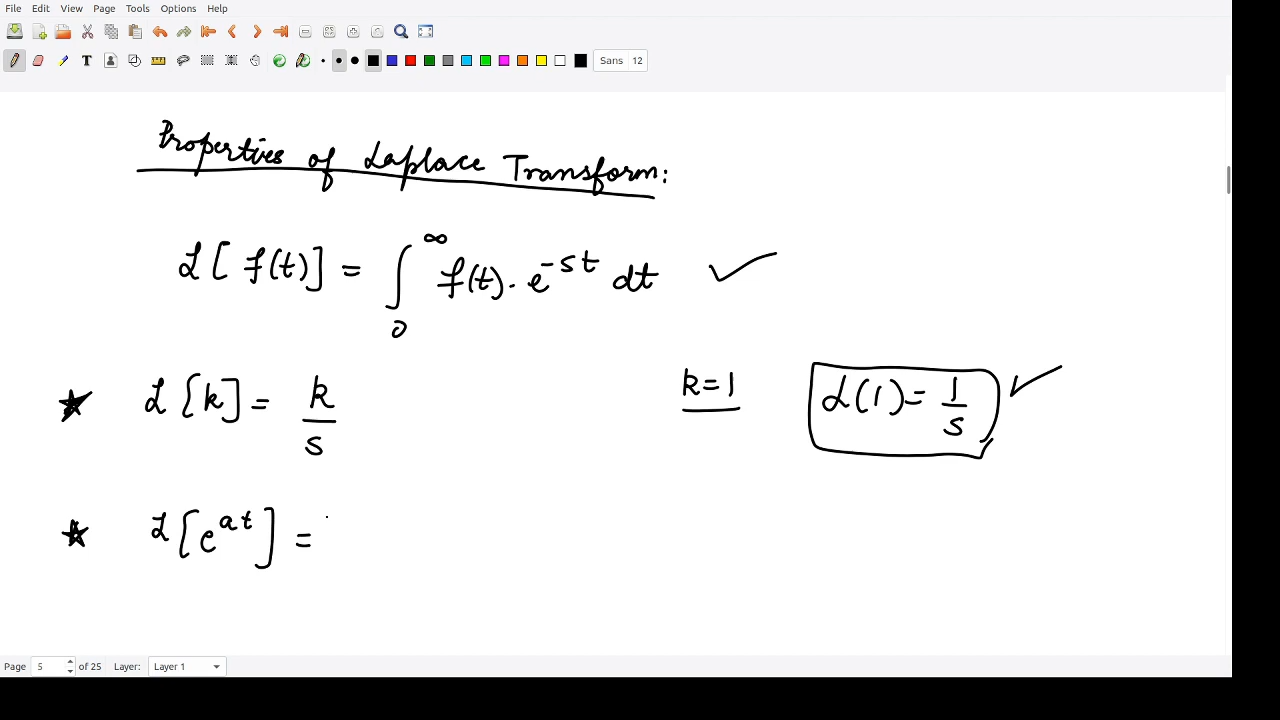 File Edit View Page Tools Options Help
Sans 12
Properties of Laplace Transform:
ℒ[f(t)] = ∫₀^∞ f(t). e^{-st} dt ✓
★ ℒ[k] = k/s k=1 ℒ(1) = 1/s ✓
★ ℒ[e^{at}] =
Page 5 of 25 Layer: Layer 1